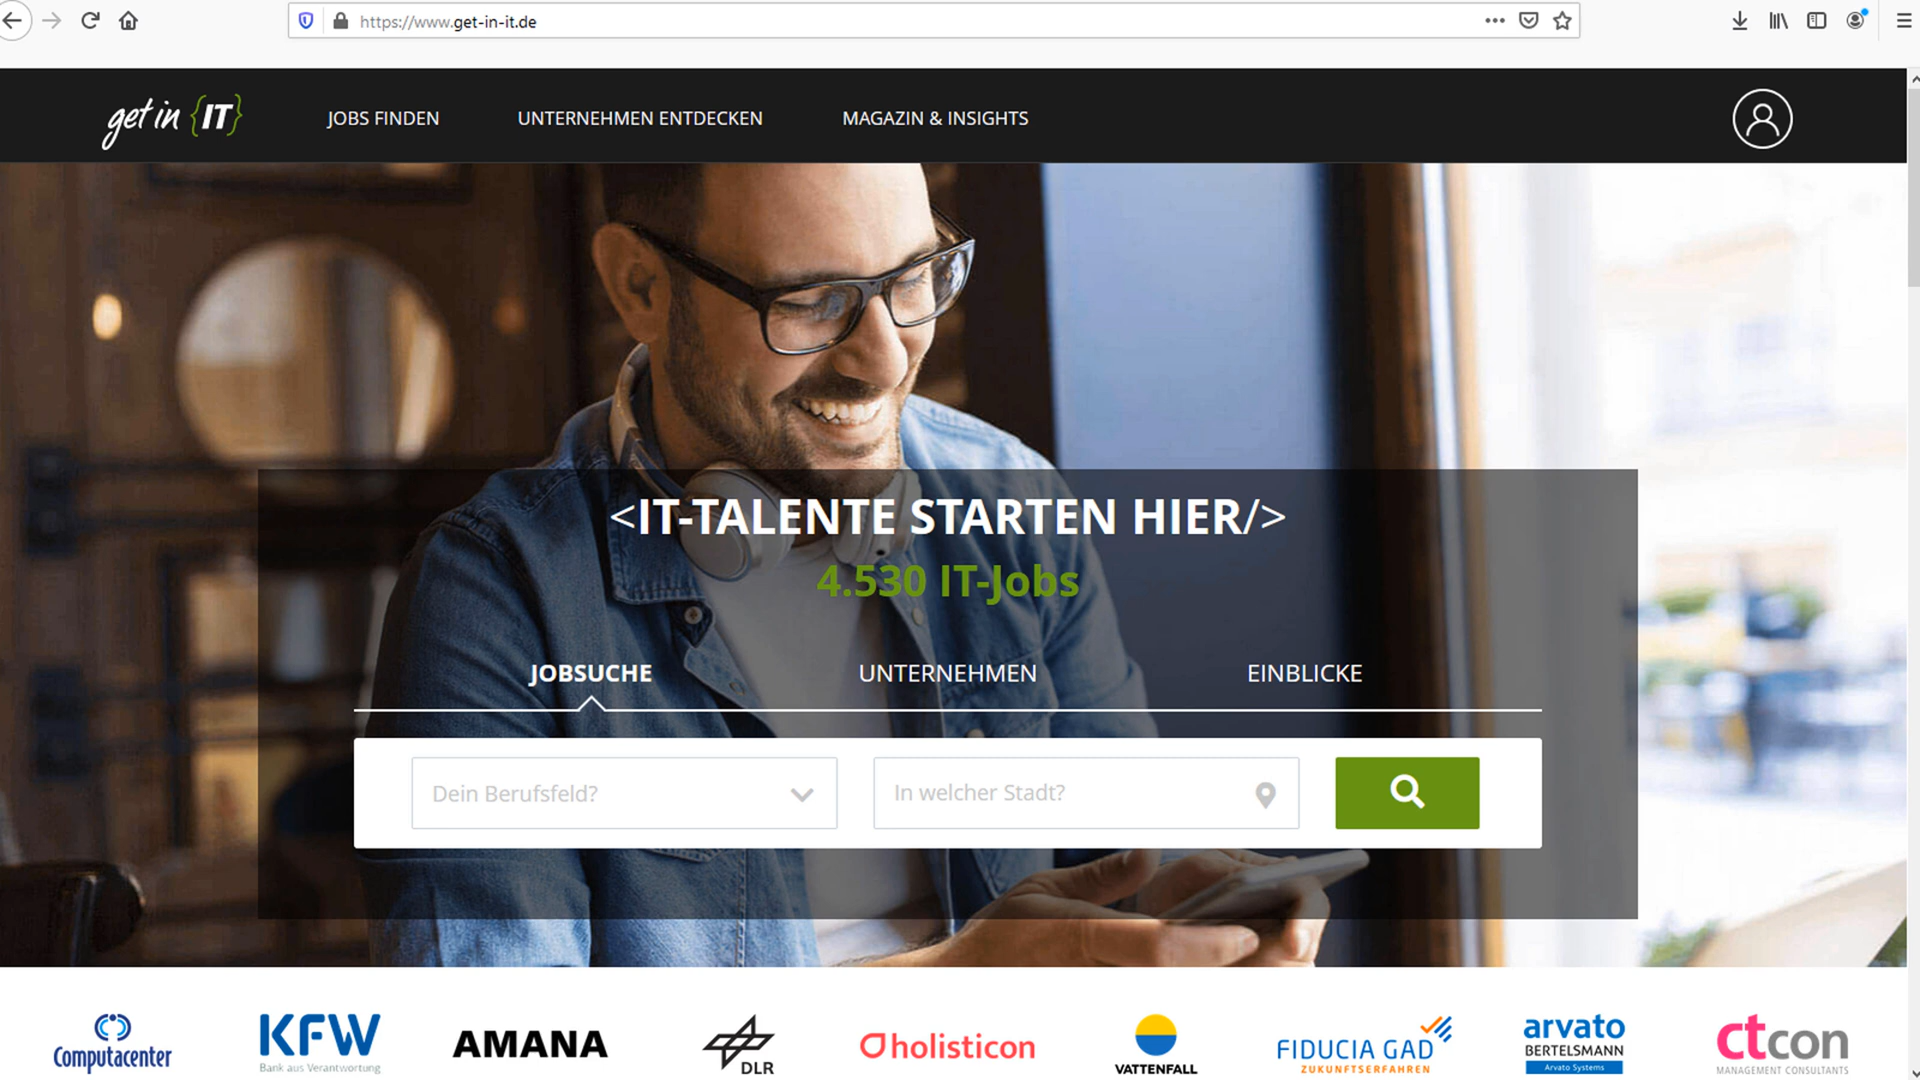 https://www.get-in-it.de
get in {IT}
JOBS FINDEN
UNTERNEHMEN ENTDECKEN
MAGAZIN & INSIGHTS
<IT-TALENTE STARTEN HIER/>
4.530 IT-Jobs
JOBSUCHE
UNTERNEHMEN
EINBLICKE
Dein Berufsfeld?
In welcher Stadt?
Computacenter
KFW
Bank aus Verantwortung
AMANA
DLR
holisticon
VATTENFALL
FIDUCIA GAD
ZUKUNFTSERFAHREN
arvato
BERTELSMANN
Arvato Systems
ctcon
MANAGEMENT CONSULTANTS